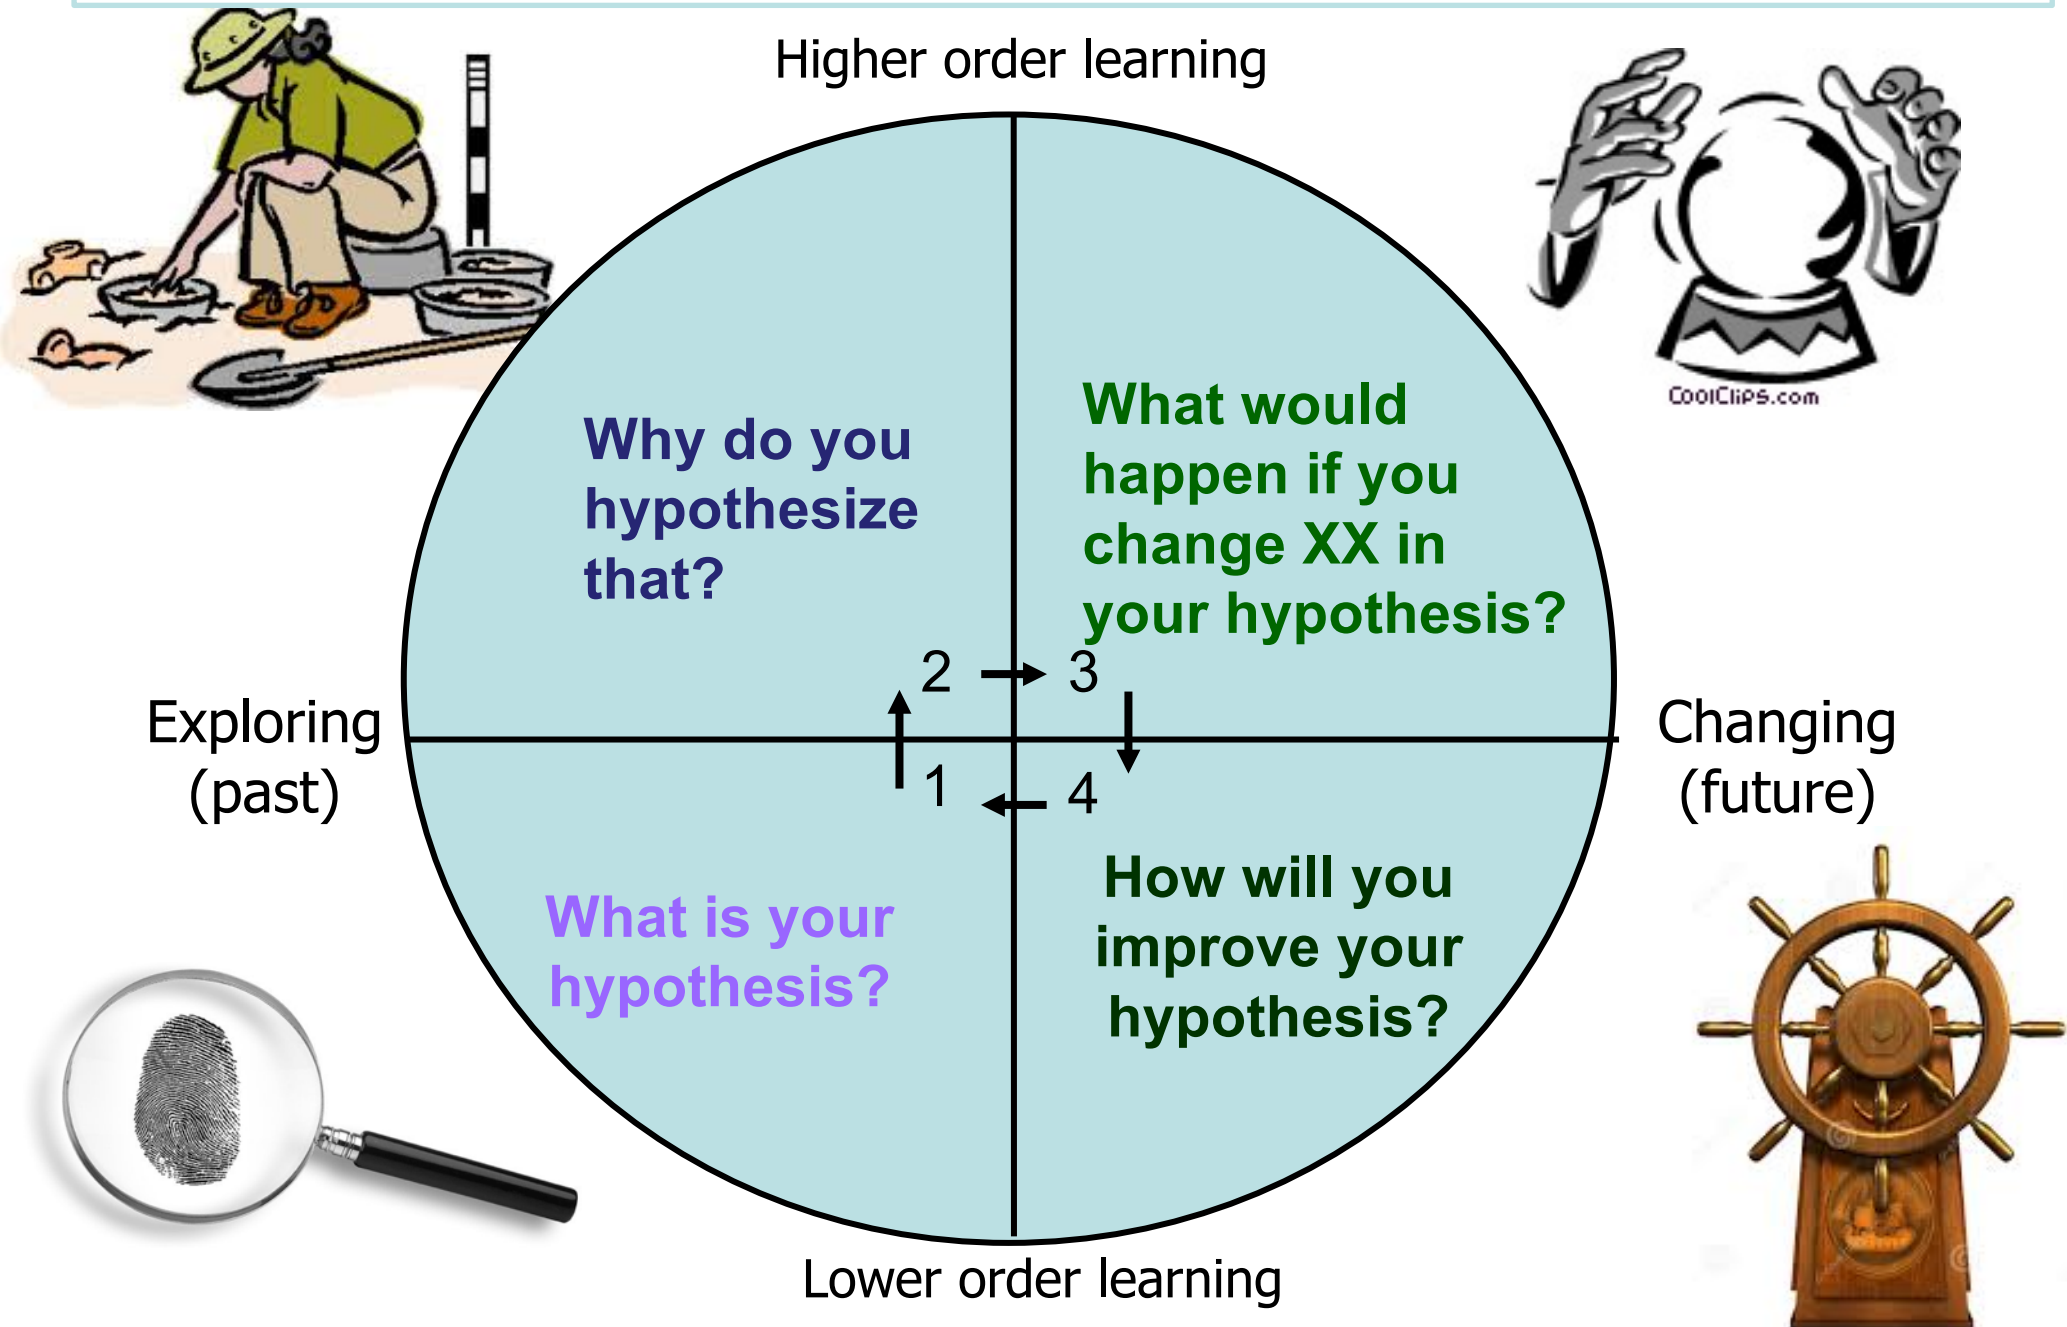 Higher order learning
CoolClips.com
Why do you
hypothesize
that?
What would
happen if you
change XX in
your hypothesis?
2
3
Exploring
(past)
Changing
(future)
1
4
What is your
hypothesis?
How will you
improve your
hypothesis?
Lower order learning